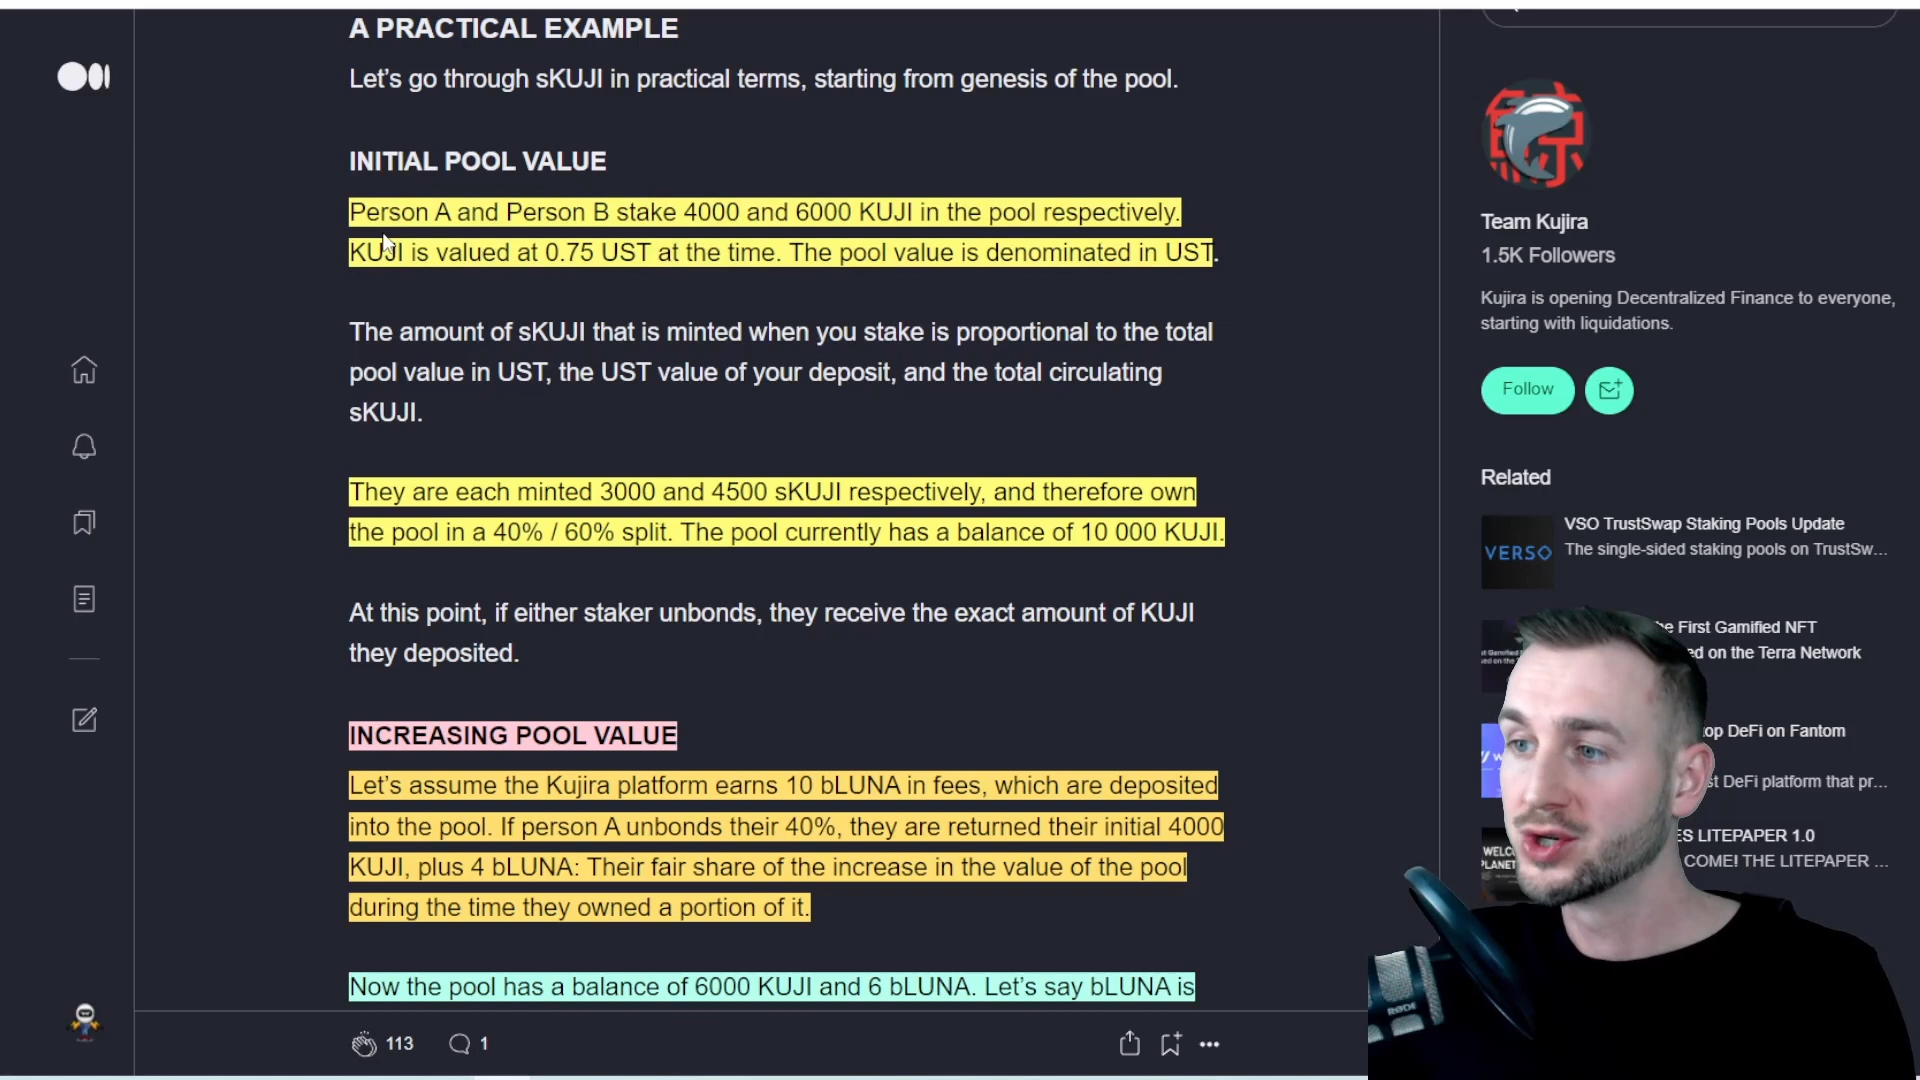 A PRACTICAL EXAMPLE
Let's go through sKUJI in practical terms, starting from genesis of the pool.
INITIAL POOL VALUE
Person A and Person B stake 4000 and 6000 KUJI in the pool respectively.
KUJI is valued at 0.75 UST at the time. The pool value is denominated in UST.
The amount of sKUJI that is minted when you stake is proportional to the total
pool value in UST, the UST value of your deposit, and the total circulating
sKUJI.
They are each minted 3000 and 4500 sKUJI respectively, and therefore own
the pool in a 40% / 60% split. The pool currently has a balance of 10 000 KUJI.
At this point, if either staker unbonds, they receive the exact amount of KUJI
they deposited.
INCREASING POOL VALUE
Let's assume the Kujira platform earns 10 bLUNA in fees, which are deposited
into the pool. If person A unbonds their 40%, they are returned their initial 4000
KUJI, plus 4 bLUNA: Their fair share of the increase in the value of the pool
during the time they owned a portion of it.
Now the pool has a balance of 6000 KUJI and 6 bLUNA. Let's say bLUNA is
113
1
Team Kujira
1.5K Followers
Kujira is opening Decentralized Finance to everyone,
starting with liquidations.
Follow
Related
VERSO
VSO TrustSwap Staking Pools Update
The single-sided staking pools on TrustSw...
First Gamified NFT
on the Terra Network
DeFi on Fantom
DeFi platform that pr...
LITEPAPER 1.0
COME! THE LITEPAPER ...
RØDE